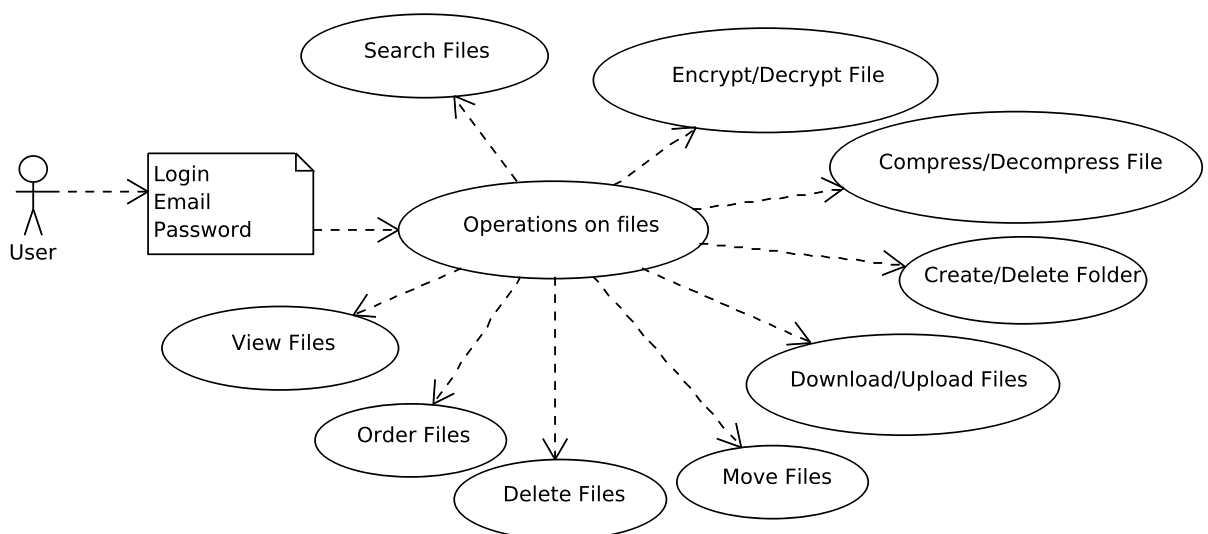 Search Files
Encrypt/Decrypt File
Compress/Decompress File
Login
Email
Password
User
Operations on files
Create/Delete Folder
View Files
Download/Upload Files
Order Files
Move Files
Delete Files